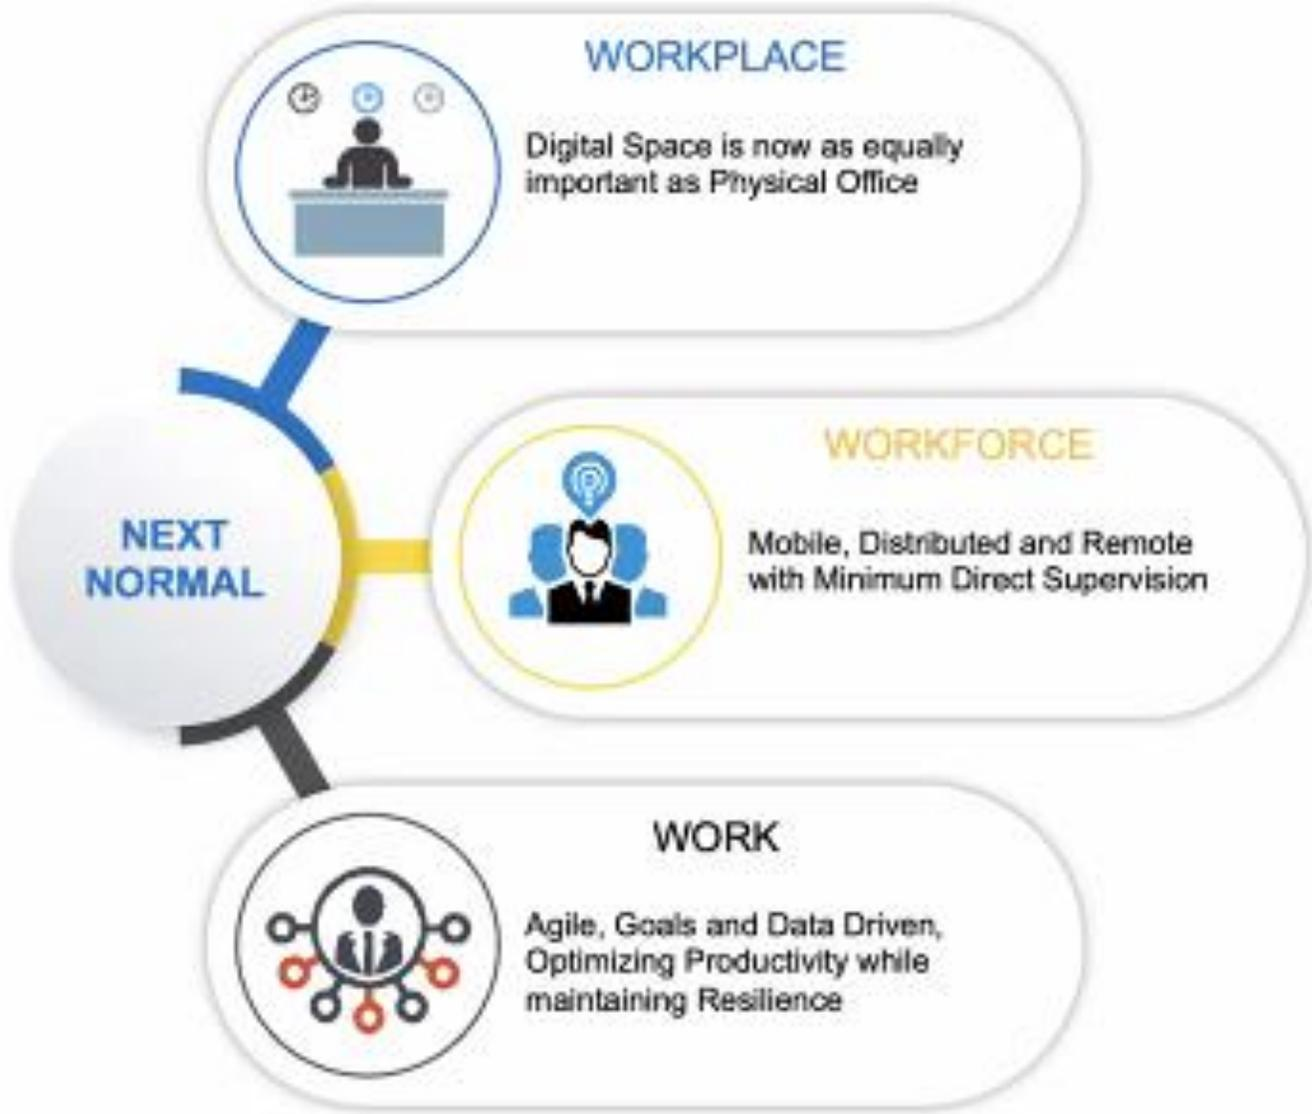 WORKPLACE
Digital Space is now as equally
important as Physical Office
NEXT
NORMAL
WORKFORCE
Mobile, Distributed and Remote
with Minimum Direct Supervision
WORK
Agile, Goals and Data Driven,
Optimizing Productivity while
maintaining Resilience